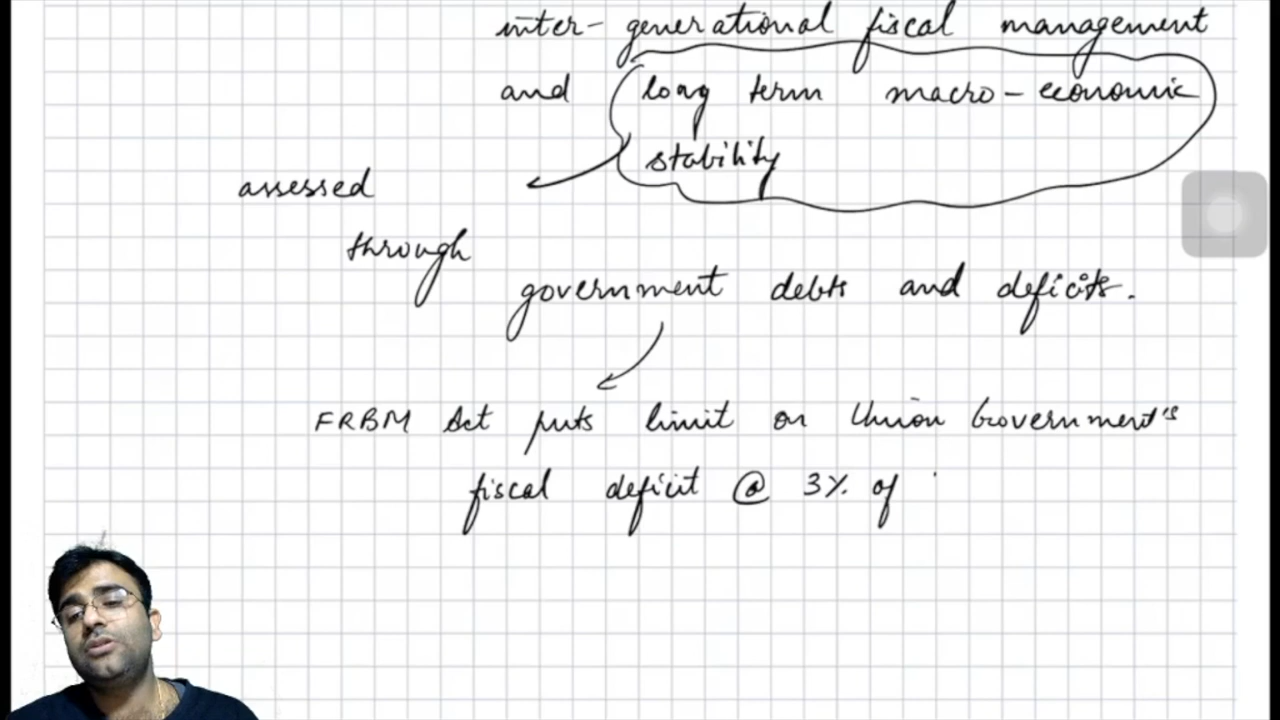 inter-generational fiscal management
and long term macro-economic
stability
assessed
through
government debts and deficits.
FRBM Act puts limit on Union Government's
fiscal deficit @ 3% of